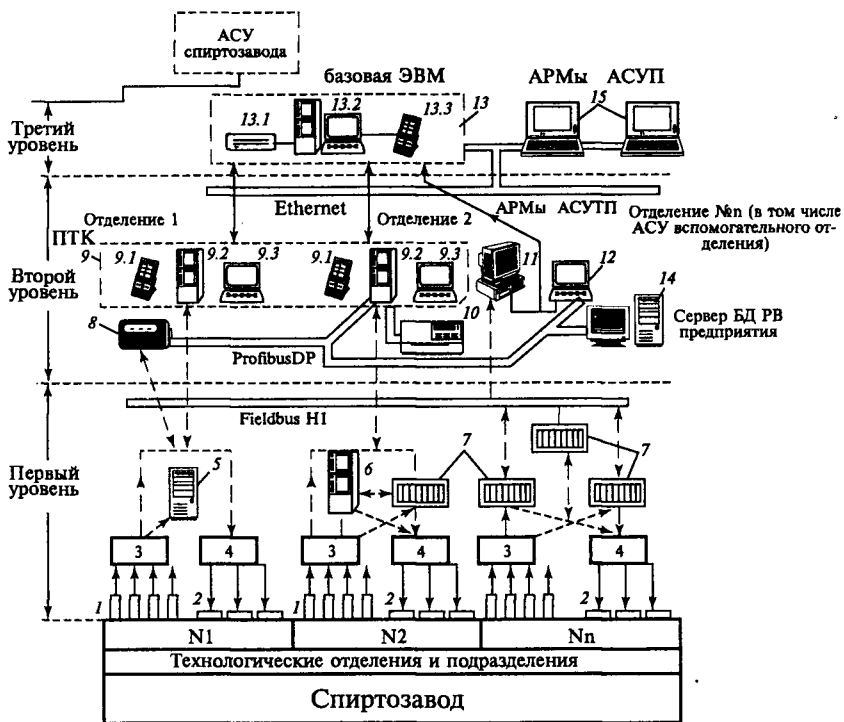 АСУ
спиртозавода
базовая ЭВМ
АРМы АСУП
13.1
13.2
13.3
13
15
Третий
уровень
Ethernet
АРМы АСУТП
Отделение №n (в том числе
АСУ вспомогательного от-
деления)
Отделение 1
Отделение 2
ПТК
9
9.1
9.2
9.3
9.1
9.2
9.3
11
12
14
Второй
уровень
8
10
Сервер БД РВ
предприятия
ProfibusDP
Fieldbus H1
Первый
уровень
5
6
7
7
3
4
3
4
3
4
1
2
1
2
2
N1
N2
Nn
Технологические отделения и подразделения
Спиртозавод